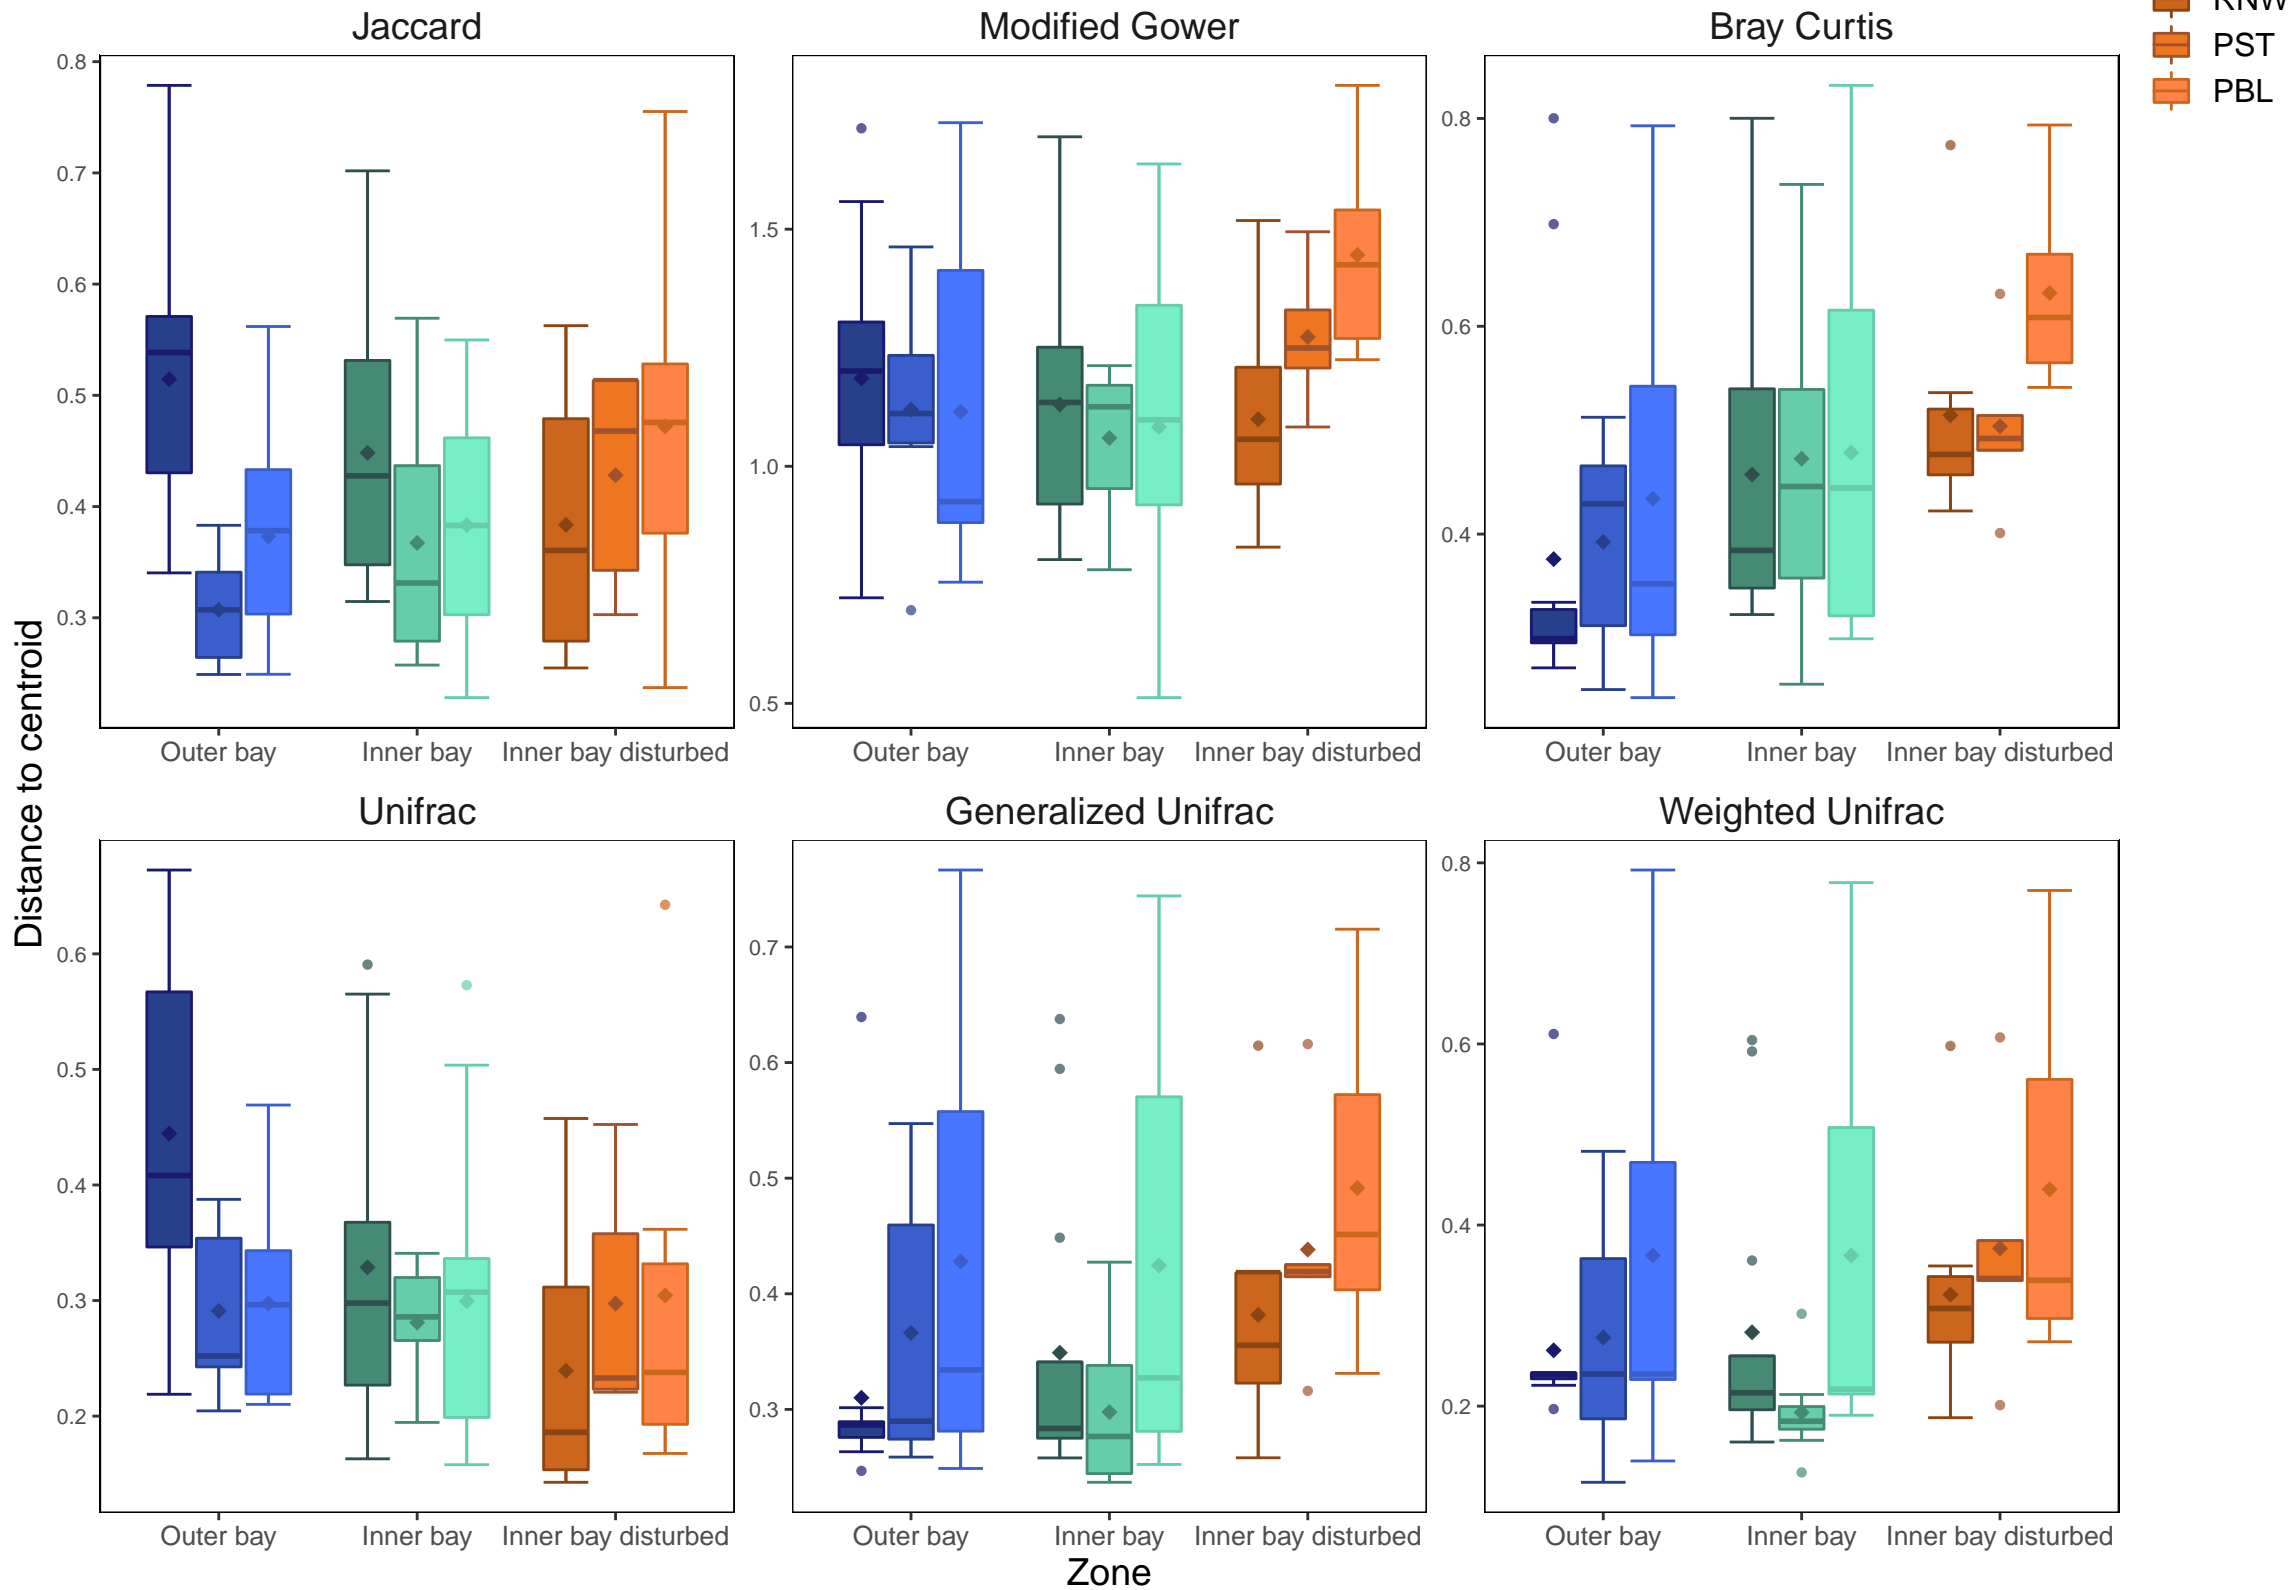 Jaccard
Modified Gower
Bray Curtis
PST
PBL
0.8
0.7
0.6
0.5
0.4
0.3
1.5
1.0
0.5
0.8
0.6
0.4
Outer bay
Inner bay
Inner bay disturbed
Outer bay
Inner bay
Inner bay disturbed
Outer bay
Inner bay
Inner bay disturbed
Distance to centroid
Unifrac
Generalized Unifrac
Weighted Unifrac
0.6
0.5
0.4
0.3
0.2
0.7
0.6
0.5
0.4
0.3
0.8
0.6
0.4
0.2
Outer bay
Inner bay
Inner bay disturbed
Outer bay
Inner bay
Inner bay disturbed
Outer bay
Inner bay
Inner bay disturbed
Zone